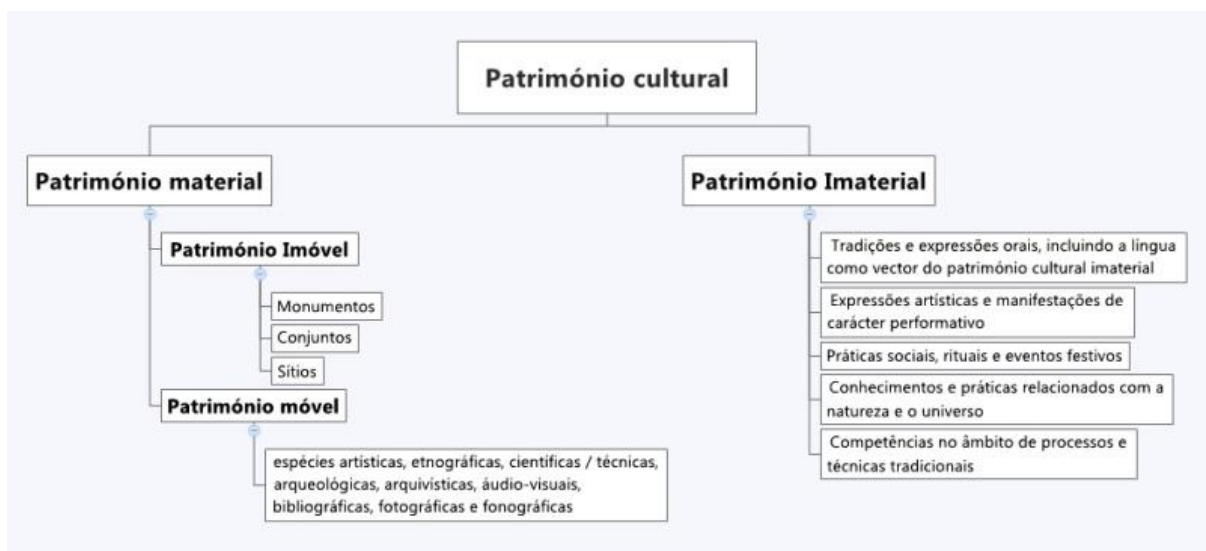 Património cultural
Património material
Património Imóvel
Monumentos
Conjuntos
Sítios
Património móvel
espécies artísticas, etnográficas, científicas / técnicas,
arqueológicas, arquivísticas, áudio-visuais,
bibliográficas, fotográficas e fonográficas
Património Imaterial
Tradições e expressões orais, incluindo a língua
como vector do património cultural imaterial
Expressões artísticas e manifestações de
carácter performativo
Práticas sociais, rituais e eventos festivos
Conhecimentos e práticas relacionados com a
natureza e o universo
Competências no âmbito de processos e
técnicas tradicionais